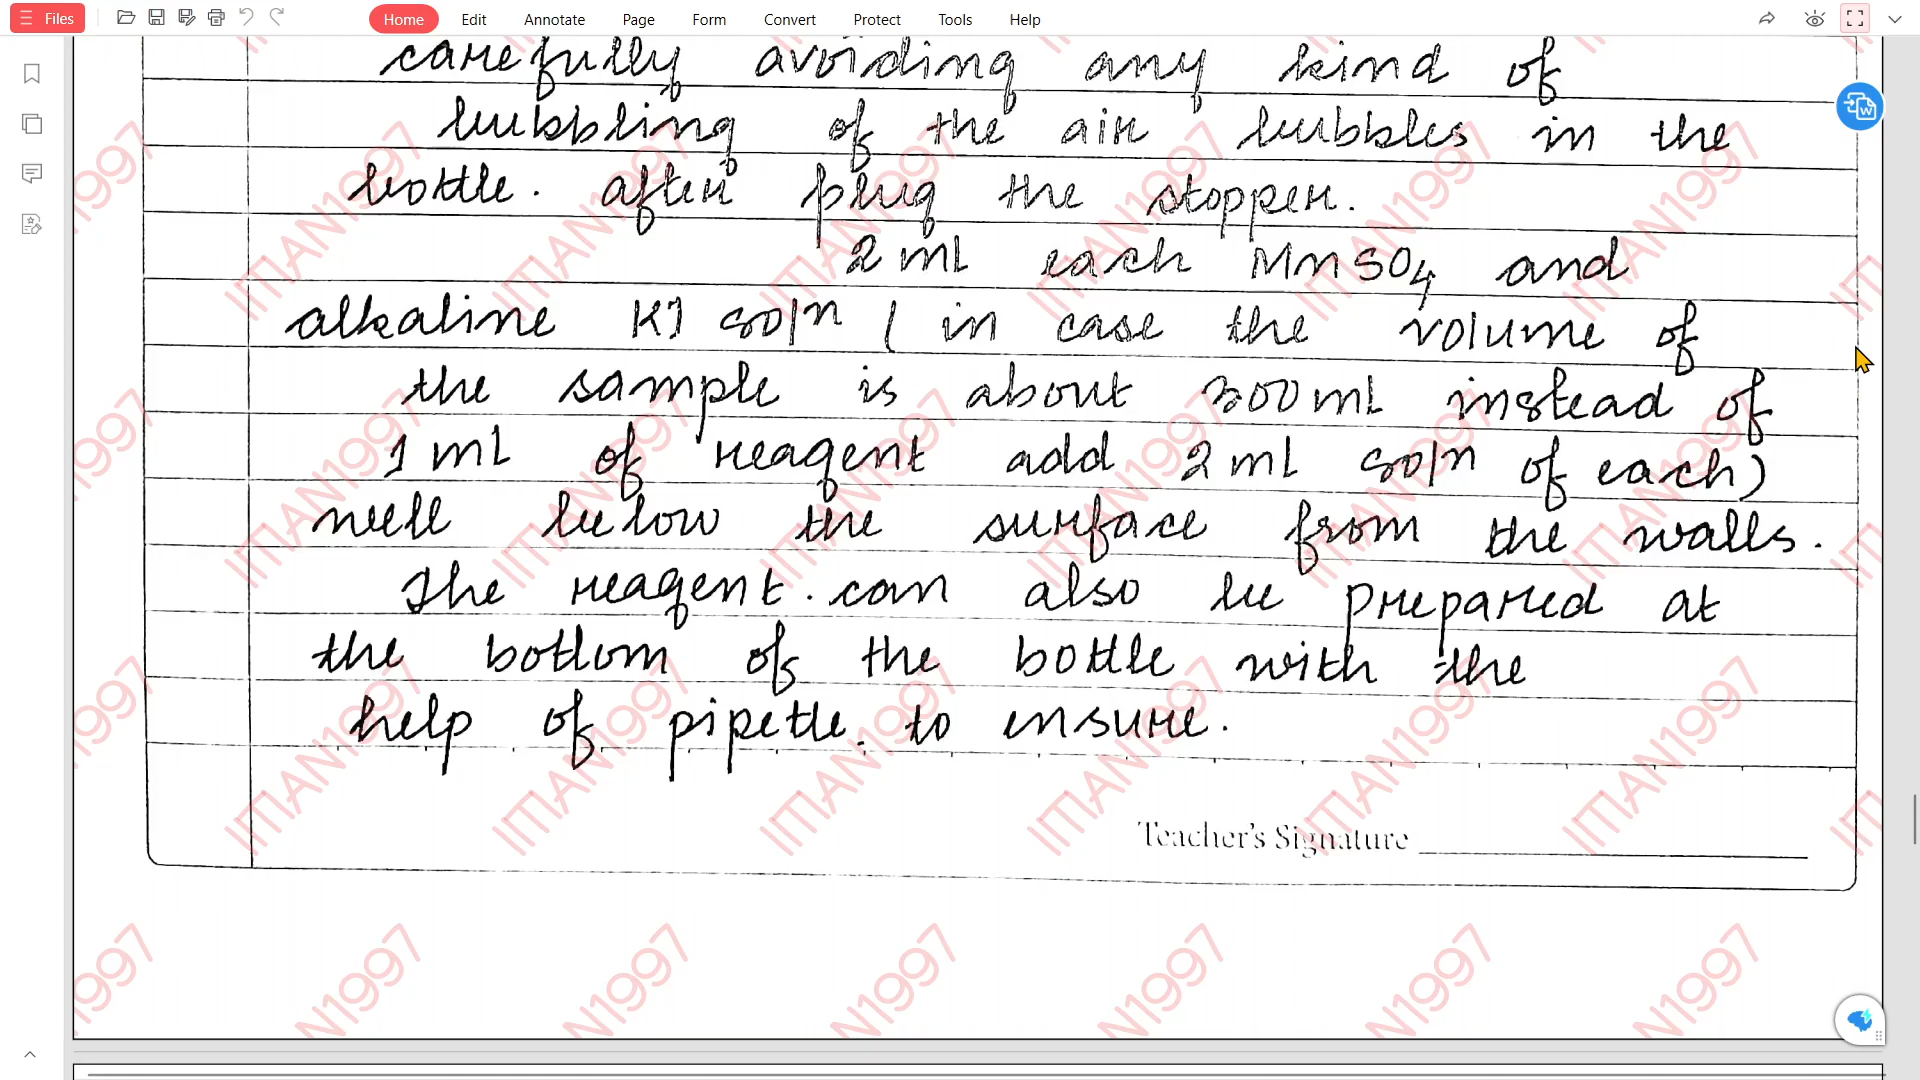 Files
Home Edit Annotate Page Form Convert Protect Tools Help
carefully avoiding any kind of
bubbling of the air bubbles in the
bottle. after plug the stopper.
2 ml each MnSO4 and
alkaline KI soln (in case the volume of
the sample is about 300ml instead of
1 ml of reagent add 2 ml soln of each)
well below the surface from the walls.
The reagent. can also be prepared at
the bottom of the bottle with the
help of pipette. to ensure.
Teacher's Signature
IMAN1997